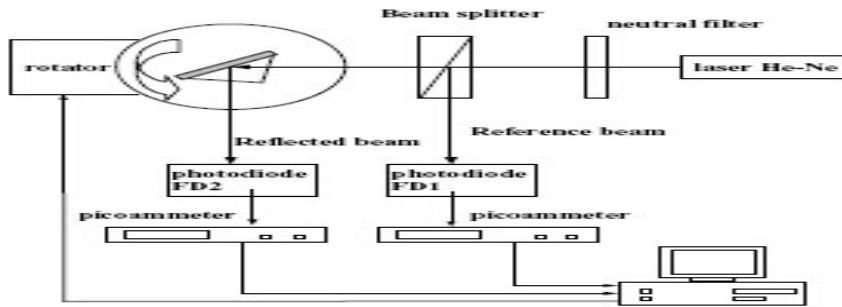 Beam splitter
neutral filter
rotator
laser He-Ne
Reflected beam
Reference beam
photodiode
FD2
photodiode
FD1
picoammeter
picoammeter